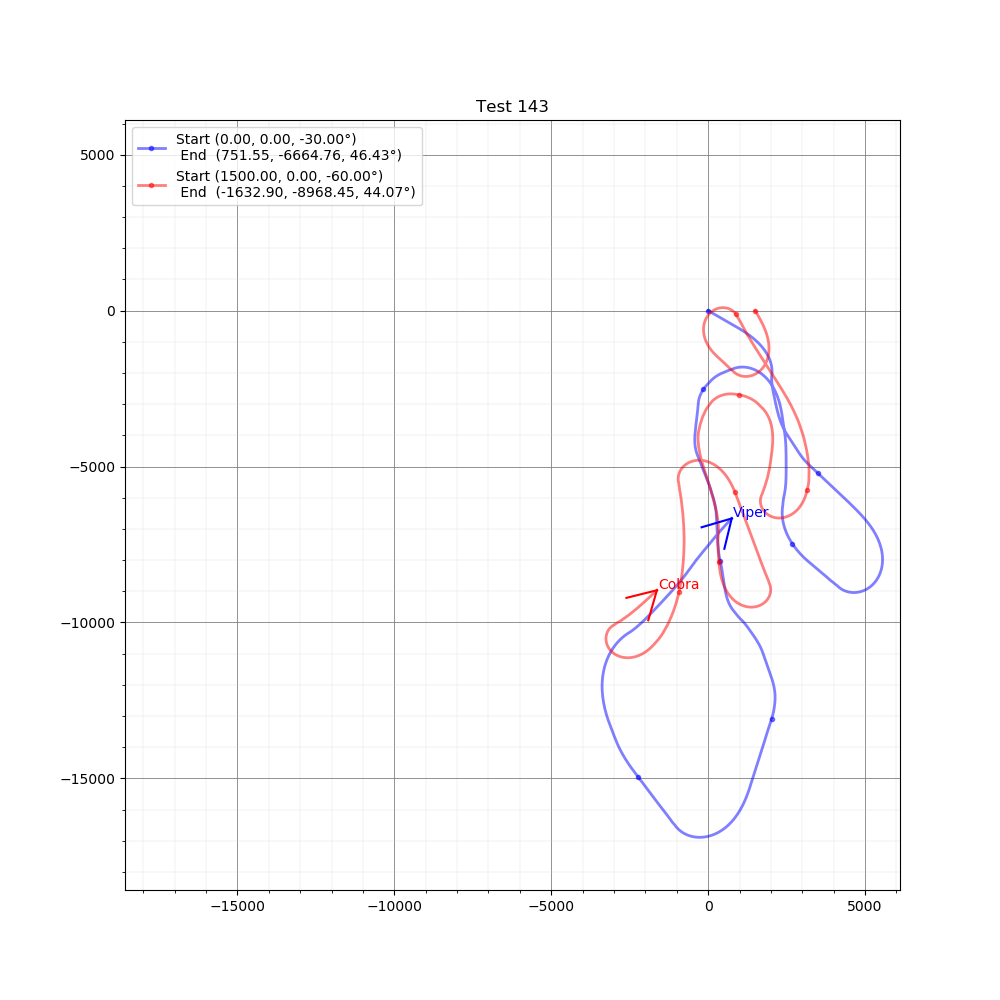 Test 143
Start (0.00, 0.00, -30.00°)
End  (751.55, -6664.76, 46.43°)
Start (1500.00, 0.00, -60.00°)
End  (-1632.90, -8968.45, 44.07°)
5000
0
−5000
−10000
−15000
Viper
Cobra
−15000
−10000
−5000
0
5000